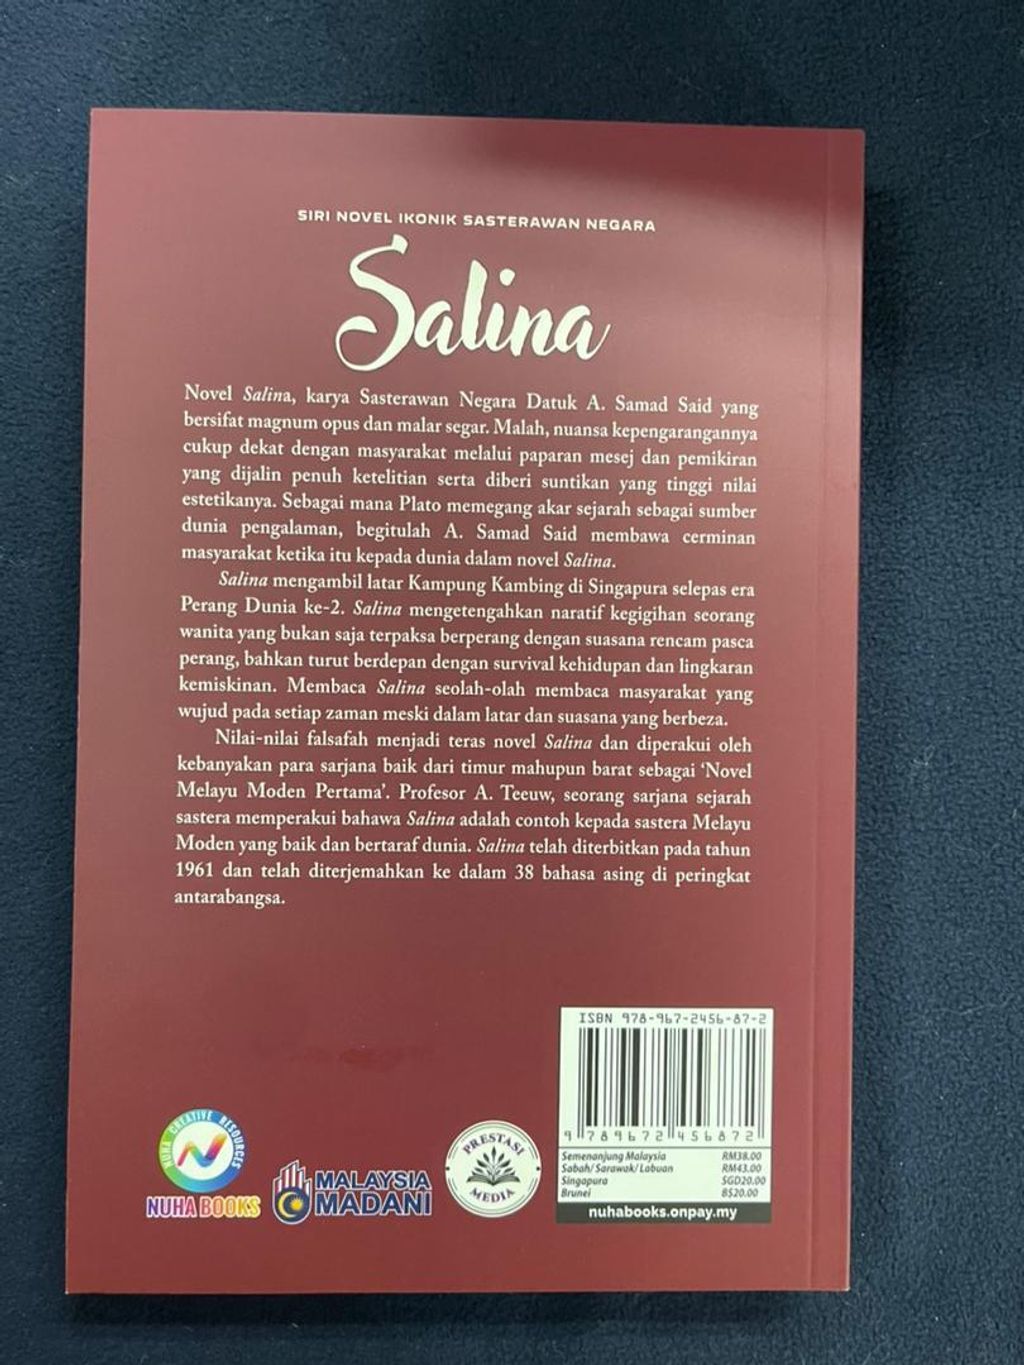 SIRI NOVEL IKONIK SASTERAWAN NEGARA
Salina
Novel Salina, karya Sasterawan Negara Datuk A. Samad Said yang
bersifat magnum opus dan malar segar. Malah, nuansa kepengarangannya
cukup dekat dengan masyarakat melalui paparan mesej dan pemikiran
yang dijalin penuh ketelitian serta diberi suntikan yang tinggi nilai
estetikanya. Sebagai mana Plato memegang akar sejarah sebagai sumber
dunia pengalaman, begitulah A. Samad Said membawa cerminan
masyarakat ketika itu kepada dunia dalam novel Salina.
Salina mengambil latar Kampung Kambing di Singapura selepas era
Perang Dunia ke-2. Salina mengetengahkan naratif kegigihan seorang
wanita yang bukan saja terpaksa berperang dengan suasana rencam pasca
perang, bahkan turut berdepan dengan survival kehidupan dan lingkaran
kemiskinan. Membaca Salina seolah-olah membaca masyarakat yang
wujud pada setiap zaman meski dalam latar dan suasana yang berbeza.
Nilai-nilai falsafah menjadi teras novel Salina dan diperakui oleh
kebanyakan para sarjana baik dari timur mahupun barat sebagai ‘Novel
Melayu Moden Pertama’. Profesor A. Teeuw, seorang sarjana sejarah
sastera memperakui bahawa Salina adalah contoh kepada sastera Melayu
Moden yang baik dan bertaraf dunia. Salina telah diterbitkan pada tahun
1961 dan telah diterjemahkan ke dalam 38 bahasa asing di peringkat
antarabangsa.
NUHA CREATIVE RESOURCES
NUHA BOOKS
MALAYSIA
MADANI
PRESTASI
MEDIA
ISBN 978-967-2456-87-2
9 789672 456872
Semenanjung Malaysia RM38.00
Sabah/ Sarawak/ Labuan RM43.00
Singapura SGD20.00
Brunei B$20.00
nuhabooks.onpay.my